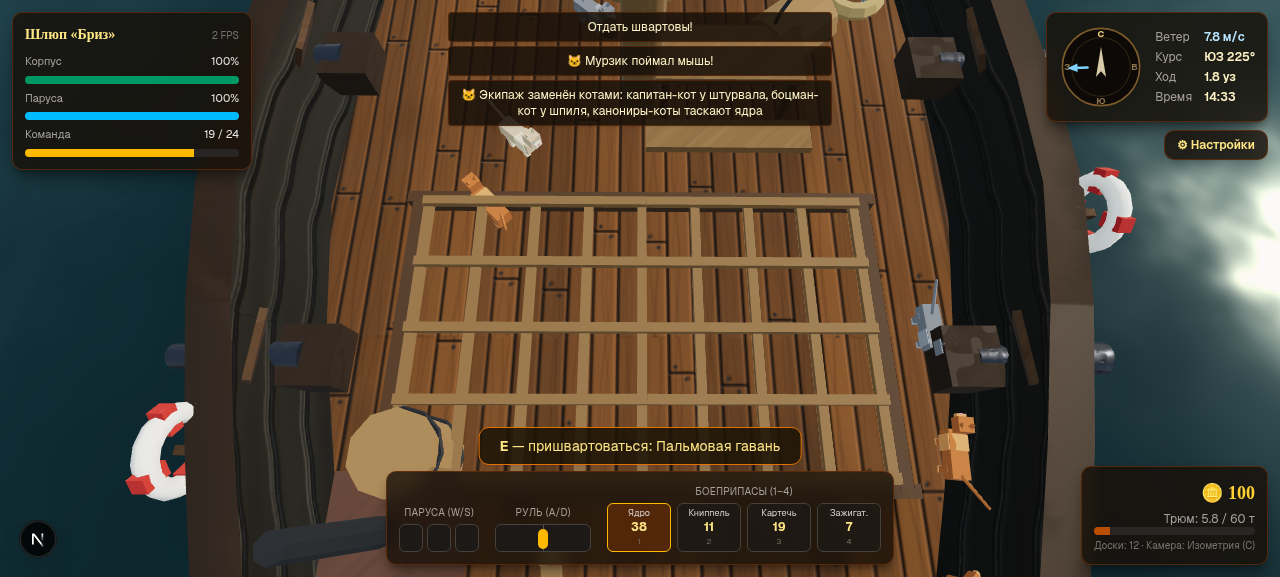 Шлюп «Бриз»
2 FPS
Корпус 100%
Паруса 100%
Команда 19 / 24
Отдать швартовы!
🐱 Мурзик поймал мышь!
🐱 Экипаж заменён котами: капитан-кот у штурвала, боцман-
кот у шпиля, канониры-коты таскают ядра
С
З
В
Ю
Ветер 7.8 м/с
Курс ЮЗ 225°
Ход 1.8 уз
Время 14:33
⚙ Настройки
E — пришвартоваться: Пальмовая гавань
ПАРУСА (W/S)
РУЛЬ (A/D)
БОЕПРИПАСЫ (1–4)
Ядро
38
1
Книппель
11
2
Картечь
19
3
Зажигат.
7
4
🪙 100
Трюм: 5.8 / 60 т
Доски: 12 · Камера: Изометрия (C)
N